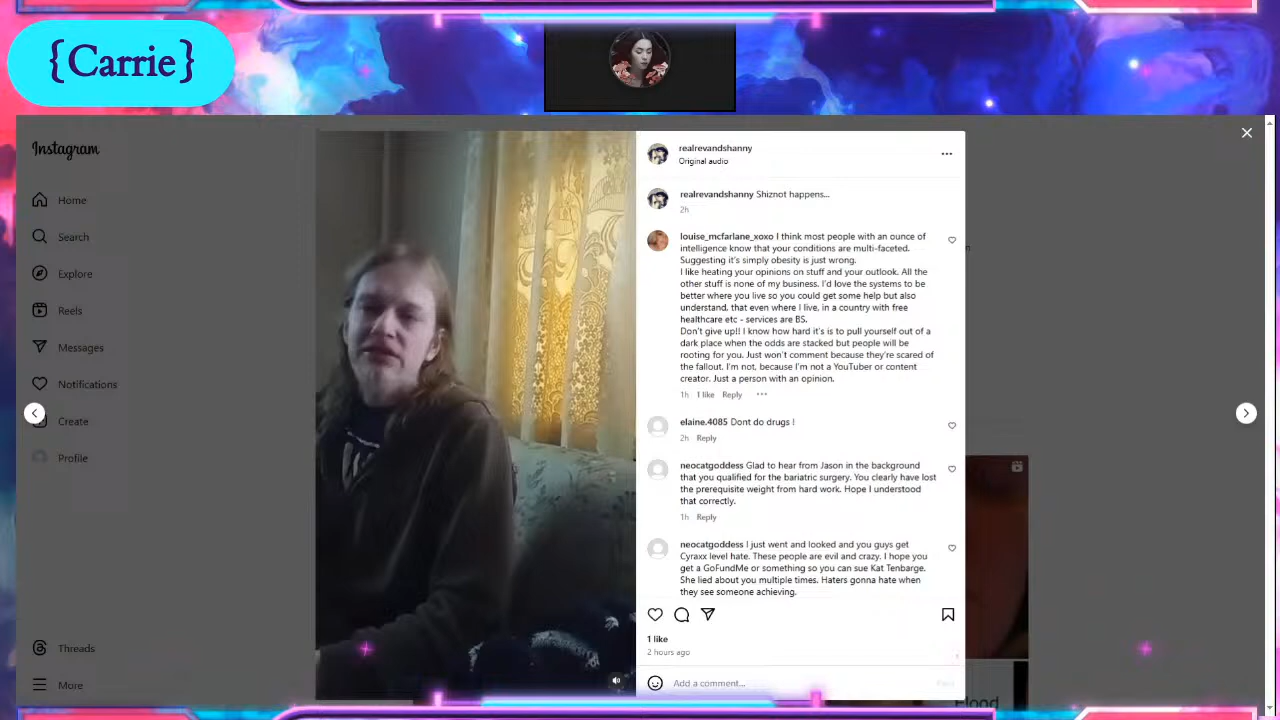 {Carrie}
Instagram
Home
Search
Explore
Reels
Messages
Notifications
Create
Profile
Threads
More
realrevandshanny
Original audio
realrevandshanny Shiznot happens...
2h
louise_mcfarlane_xoxo I think most people with an ounce of
intelligence know that your conditions are multi-faceted.
Suggesting it's simply obesity is just wrong.
I like heating your opinions on stuff and your outlook. All the
other stuff is none of my business. I'd love the systems to be
better where you live so you could get some help but also
understand, that even where I live, in a country with free
healthcare etc - services are BS.
Don't give up!! I know how hard it's is to pull yourself out of a
dark place when the odds are stacked but people will be
rooting for you. Just won't comment because they're scared of
the fallout. I'm not, because I'm not a YouTuber or content
creator. Just a person with an opinion.
1h 1 like Reply ...
elaine.4085 Dont do drugs !
2h Reply
neocatgoddess Glad to hear from Jason in the background
that you qualified for the bariatric surgery. You clearly have lost
the prerequisite weight from hard work. Hope I understood
that correctly.
1h Reply
neocatgoddess I just went and looked and you guys get
Cyraxx level hate. These people are evil and crazy. I hope you
get a GoFundMe or something so you can sue Kat Tenbarge.
She lied about you multiple times. Haters gonna hate when
they see someone achieving.
1 like
2 hours ago
Add a comment...
Post